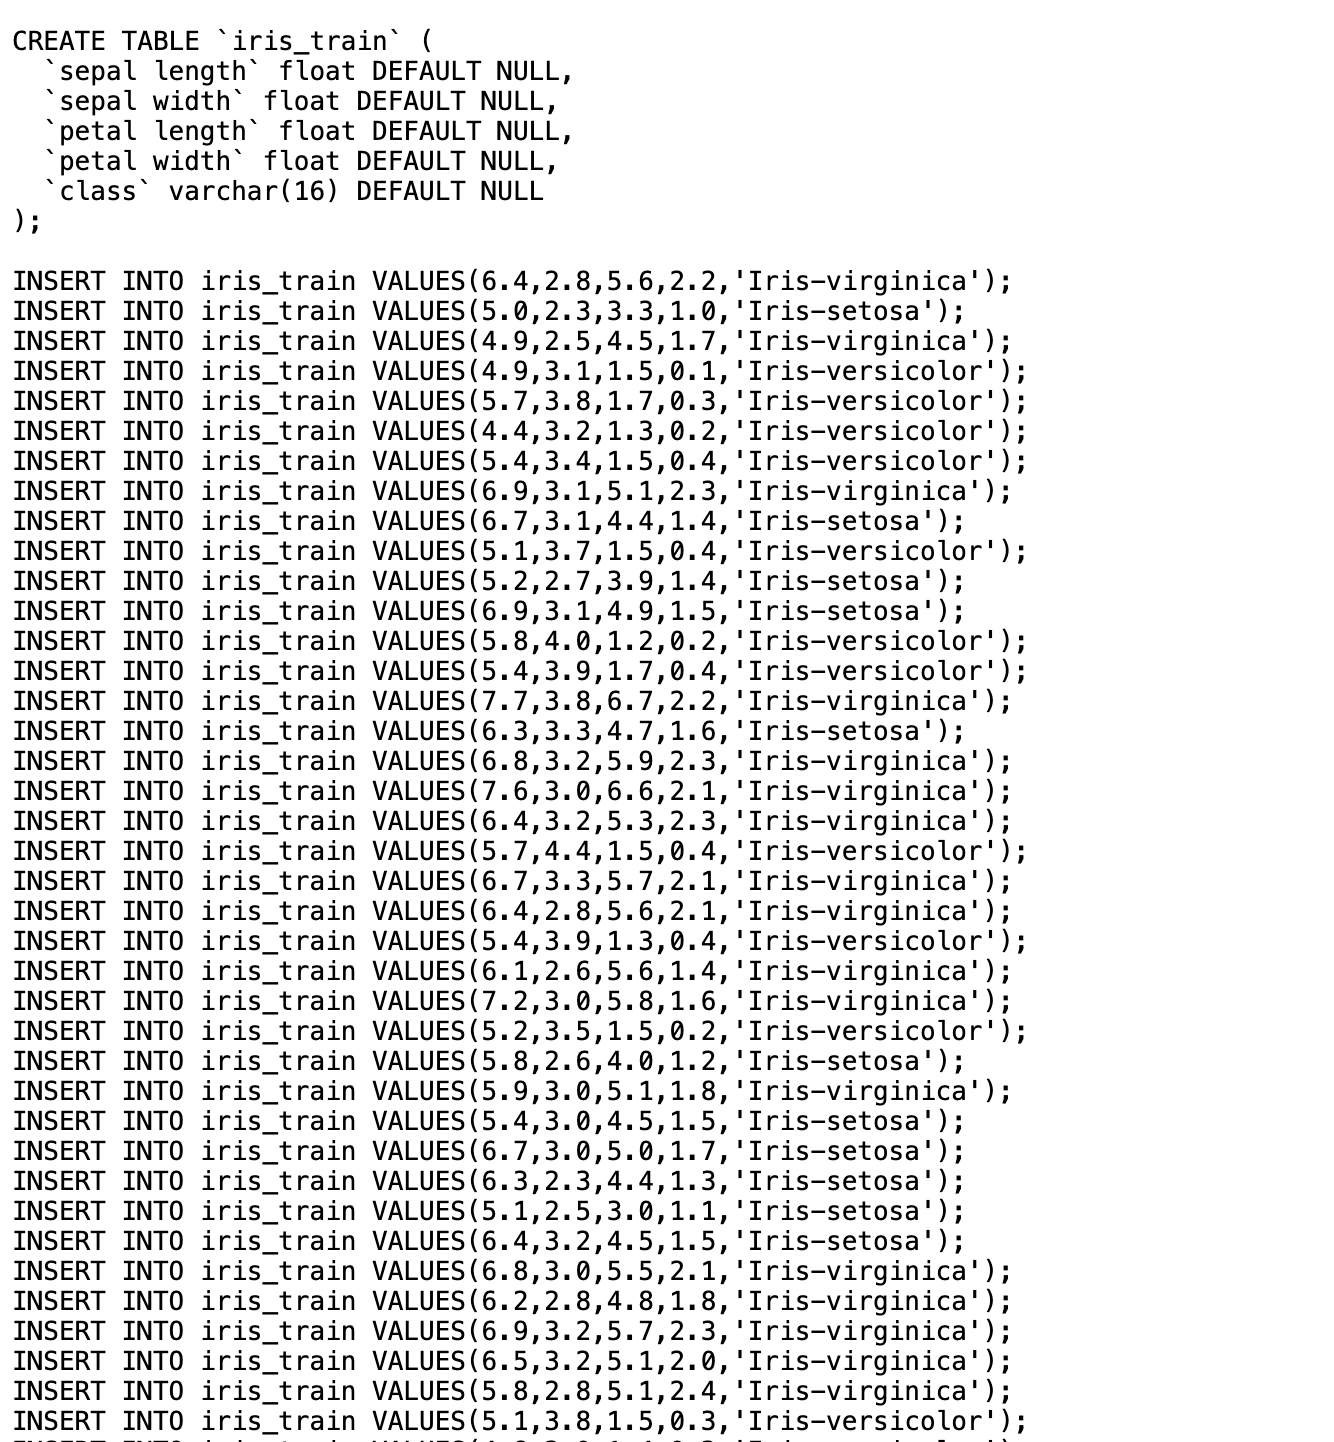 CREATE TABLE `iris_train` (
  `sepal length` float DEFAULT NULL,
  `sepal width` float DEFAULT NULL,
  `petal length` float DEFAULT NULL,
  `petal width` float DEFAULT NULL,
  `class` varchar(16) DEFAULT NULL
);

INSERT INTO iris_train VALUES(6.4,2.8,5.6,2.2,'Iris-virginica');
INSERT INTO iris_train VALUES(5.0,2.3,3.3,1.0,'Iris-setosa');
INSERT INTO iris_train VALUES(4.9,2.5,4.5,1.7,'Iris-virginica');
INSERT INTO iris_train VALUES(4.9,3.1,1.5,0.1,'Iris-versicolor');
INSERT INTO iris_train VALUES(5.7,3.8,1.7,0.3,'Iris-versicolor');
INSERT INTO iris_train VALUES(4.4,3.2,1.3,0.2,'Iris-versicolor');
INSERT INTO iris_train VALUES(5.4,3.4,1.5,0.4,'Iris-versicolor');
INSERT INTO iris_train VALUES(6.9,3.1,5.1,2.3,'Iris-virginica');
INSERT INTO iris_train VALUES(6.7,3.1,4.4,1.4,'Iris-setosa');
INSERT INTO iris_train VALUES(5.1,3.7,1.5,0.4,'Iris-versicolor');
INSERT INTO iris_train VALUES(5.2,2.7,3.9,1.4,'Iris-setosa');
INSERT INTO iris_train VALUES(6.9,3.1,4.9,1.5,'Iris-setosa');
INSERT INTO iris_train VALUES(5.8,4.0,1.2,0.2,'Iris-versicolor');
INSERT INTO iris_train VALUES(5.4,3.9,1.7,0.4,'Iris-versicolor');
INSERT INTO iris_train VALUES(7.7,3.8,6.7,2.2,'Iris-virginica');
INSERT INTO iris_train VALUES(6.3,3.3,4.7,1.6,'Iris-setosa');
INSERT INTO iris_train VALUES(6.8,3.2,5.9,2.3,'Iris-virginica');
INSERT INTO iris_train VALUES(7.6,3.0,6.6,2.1,'Iris-virginica');
INSERT INTO iris_train VALUES(6.4,3.2,5.3,2.3,'Iris-virginica');
INSERT INTO iris_train VALUES(5.7,4.4,1.5,0.4,'Iris-versicolor');
INSERT INTO iris_train VALUES(6.7,3.3,5.7,2.1,'Iris-virginica');
INSERT INTO iris_train VALUES(6.4,2.8,5.6,2.1,'Iris-virginica');
INSERT INTO iris_train VALUES(5.4,3.9,1.3,0.4,'Iris-versicolor');
INSERT INTO iris_train VALUES(6.1,2.6,5.6,1.4,'Iris-virginica');
INSERT INTO iris_train VALUES(7.2,3.0,5.8,1.6,'Iris-virginica');
INSERT INTO iris_train VALUES(5.2,3.5,1.5,0.2,'Iris-versicolor');
INSERT INTO iris_train VALUES(5.8,2.6,4.0,1.2,'Iris-setosa');
INSERT INTO iris_train VALUES(5.9,3.0,5.1,1.8,'Iris-virginica');
INSERT INTO iris_train VALUES(5.4,3.0,4.5,1.5,'Iris-setosa');
INSERT INTO iris_train VALUES(6.7,3.0,5.0,1.7,'Iris-setosa');
INSERT INTO iris_train VALUES(6.3,2.3,4.4,1.3,'Iris-setosa');
INSERT INTO iris_train VALUES(5.1,2.5,3.0,1.1,'Iris-setosa');
INSERT INTO iris_train VALUES(6.4,3.2,4.5,1.5,'Iris-setosa');
INSERT INTO iris_train VALUES(6.8,3.0,5.5,2.1,'Iris-virginica');
INSERT INTO iris_train VALUES(6.2,2.8,4.8,1.8,'Iris-virginica');
INSERT INTO iris_train VALUES(6.9,3.2,5.7,2.3,'Iris-virginica');
INSERT INTO iris_train VALUES(6.5,3.2,5.1,2.0,'Iris-virginica');
INSERT INTO iris_train VALUES(5.8,2.8,5.1,2.4,'Iris-virginica');
INSERT INTO iris_train VALUES(5.1,3.8,1.5,0.3,'Iris-versicolor');